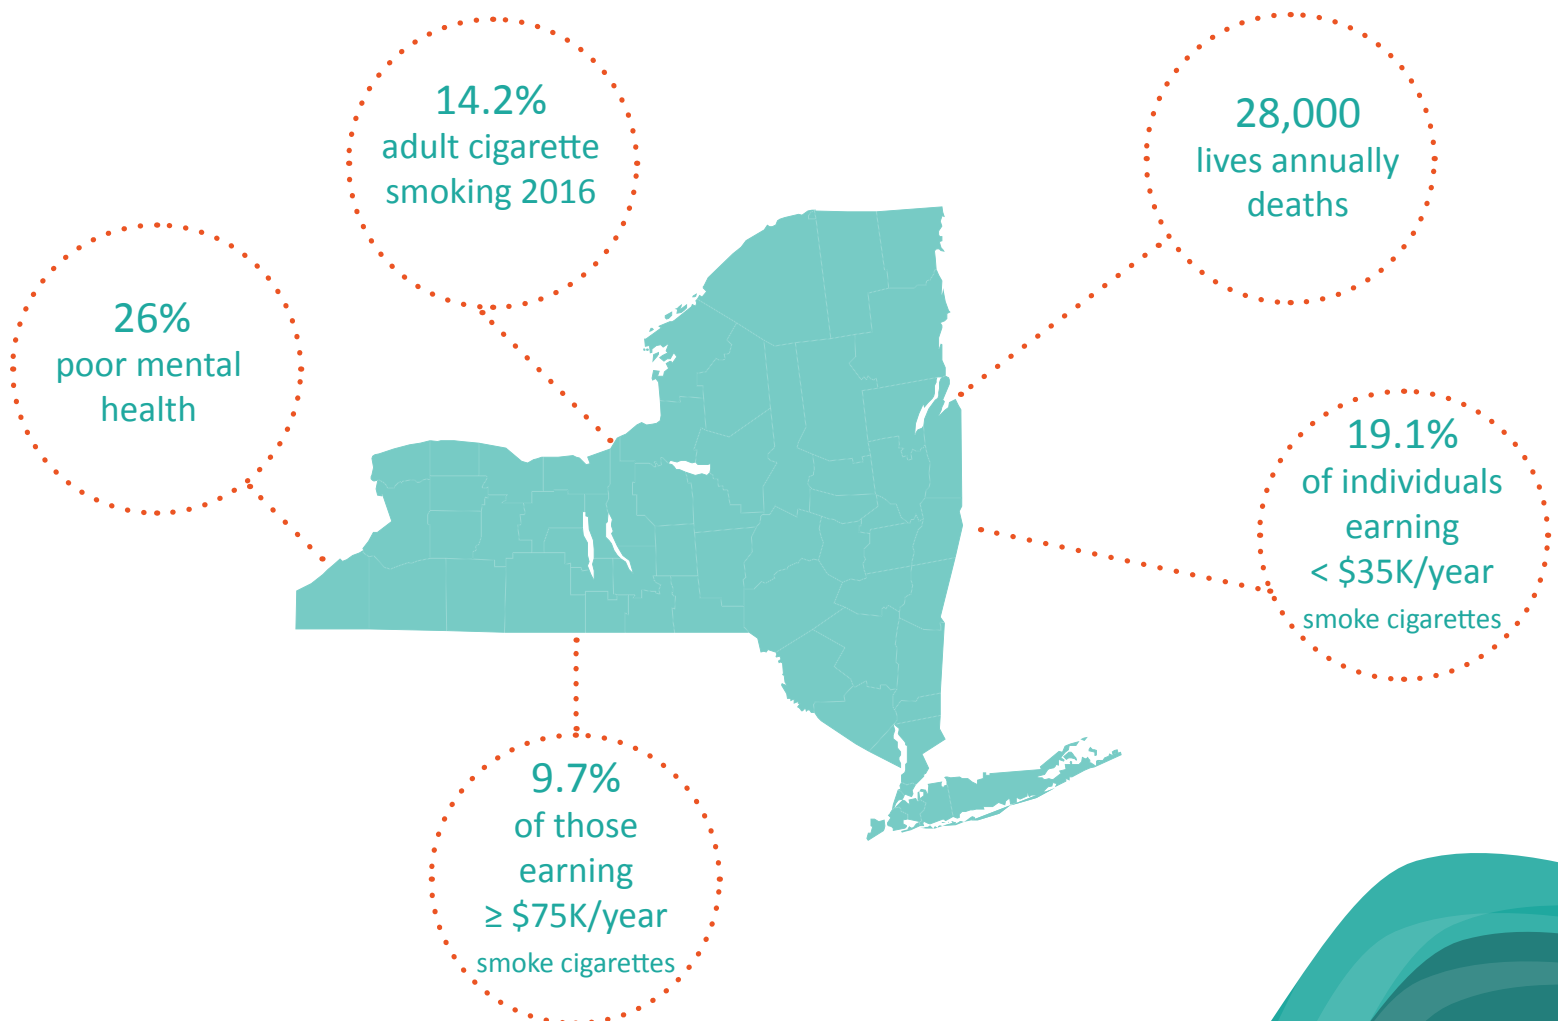 14.2%
adult cigarette
smoking 2016
28,000
lives annually
deaths
26%
poor mental
health
19.1%
of individuals
earning
< $35K/year
smoke cigarettes
9.7%
of those
earning
≥ $75K/year
smoke cigarettes